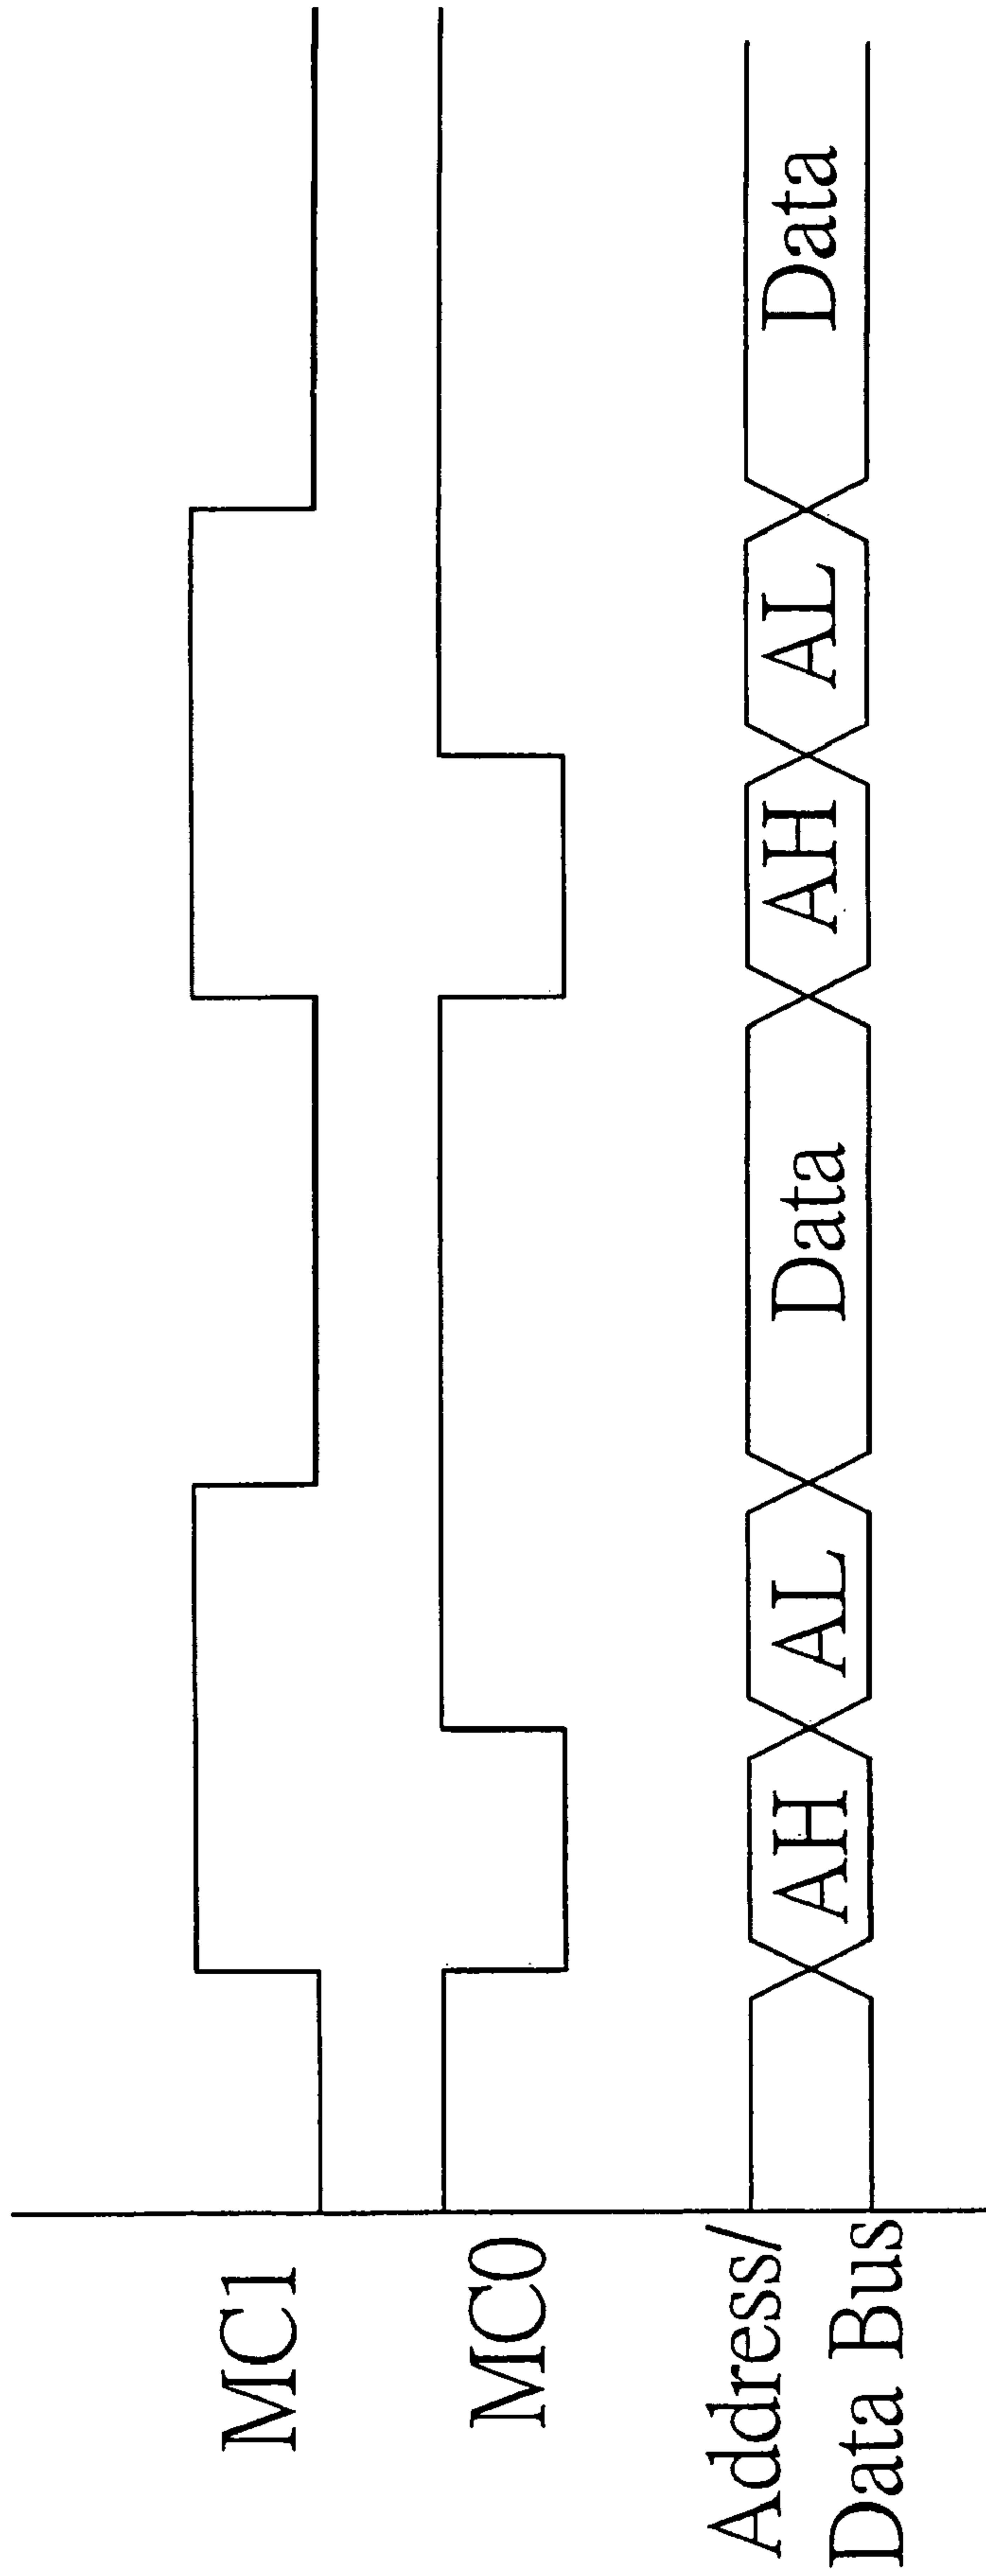 MC1
MC0
Address/
Data Bus
AH AL Data AH AL Data